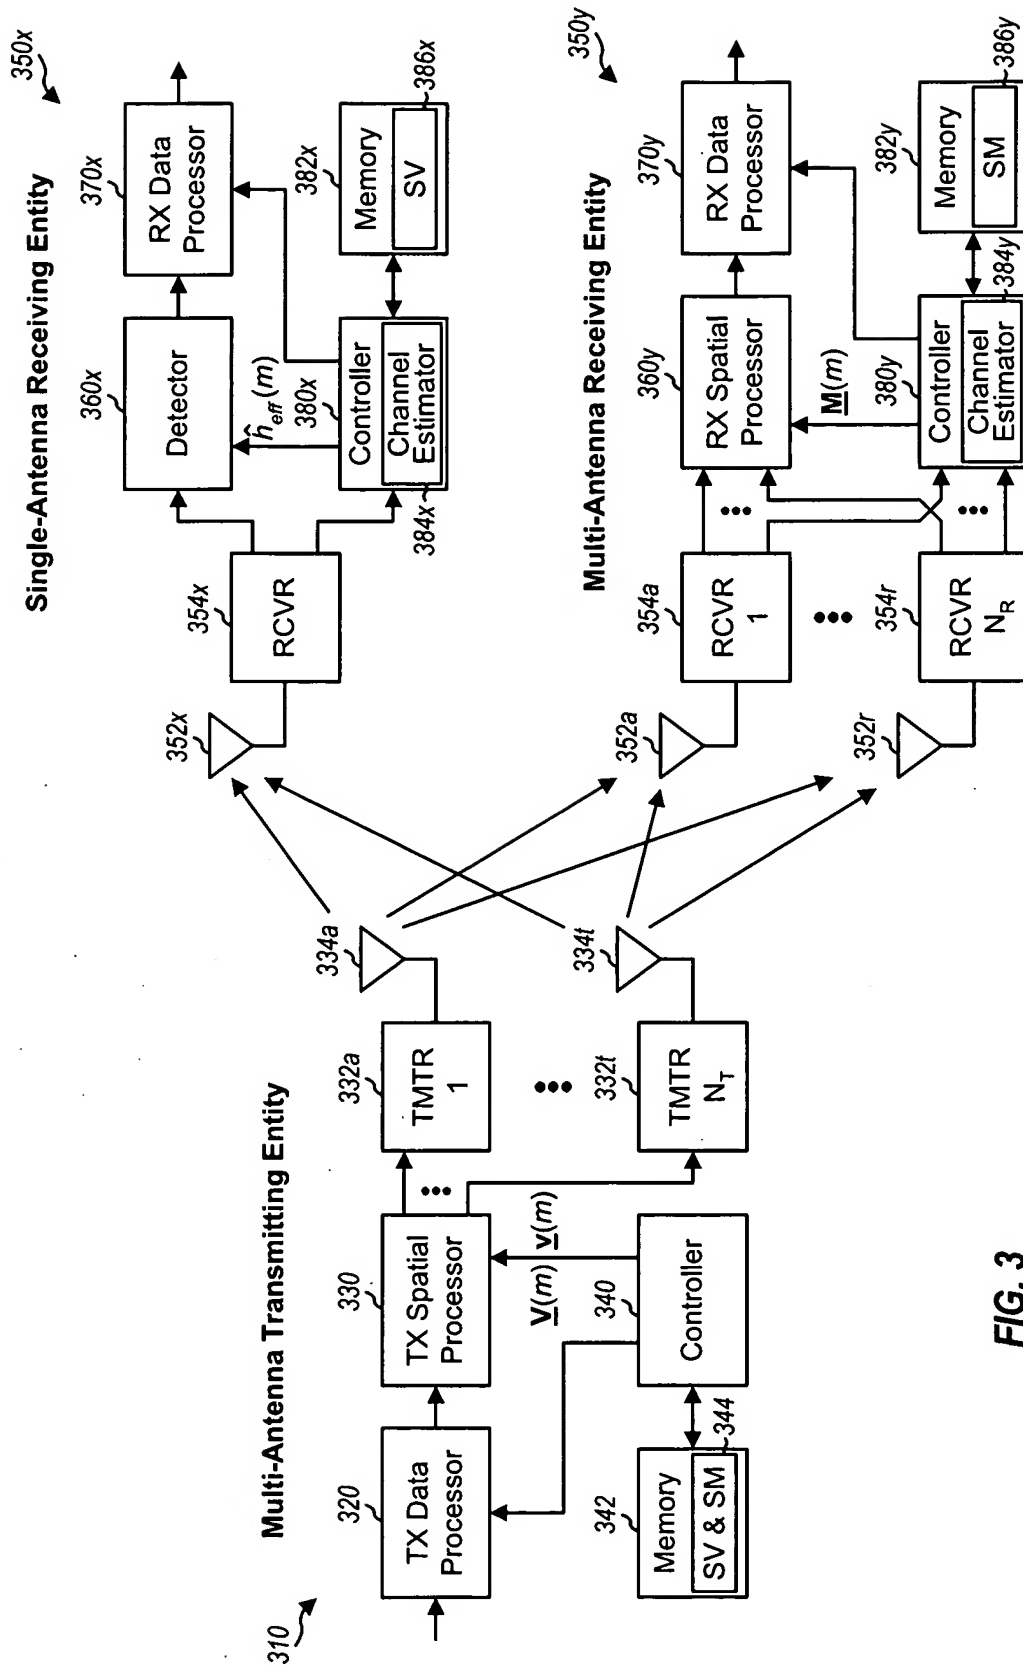 Multi-Antenna Transmitting Entity
310
320
TX Data
Processor
330
TX Spatial
Processor
V(m) v(m)
342
Memory
SV & SM
344
340
Controller
332a
TMTR
1
332t
TMTR
N_T
334a
334t
Single-Antenna Receiving Entity
350x
352x
354x
RCVR
360x
Detector
370x
RX Data
Processor
ĥ_eff(m)
380x
Controller
Channel
Estimator
384x
382x
Memory
SV
386x
Multi-Antenna Receiving Entity
350y
352a
352r
354a
RCVR
1
354r
RCVR
N_R
360y
RX Spatial
Processor
370y
RX Data
Processor
M(m)
380y
Controller
Channel
Estimator
384y
382y
Memory
SM
386y
FIG. 3